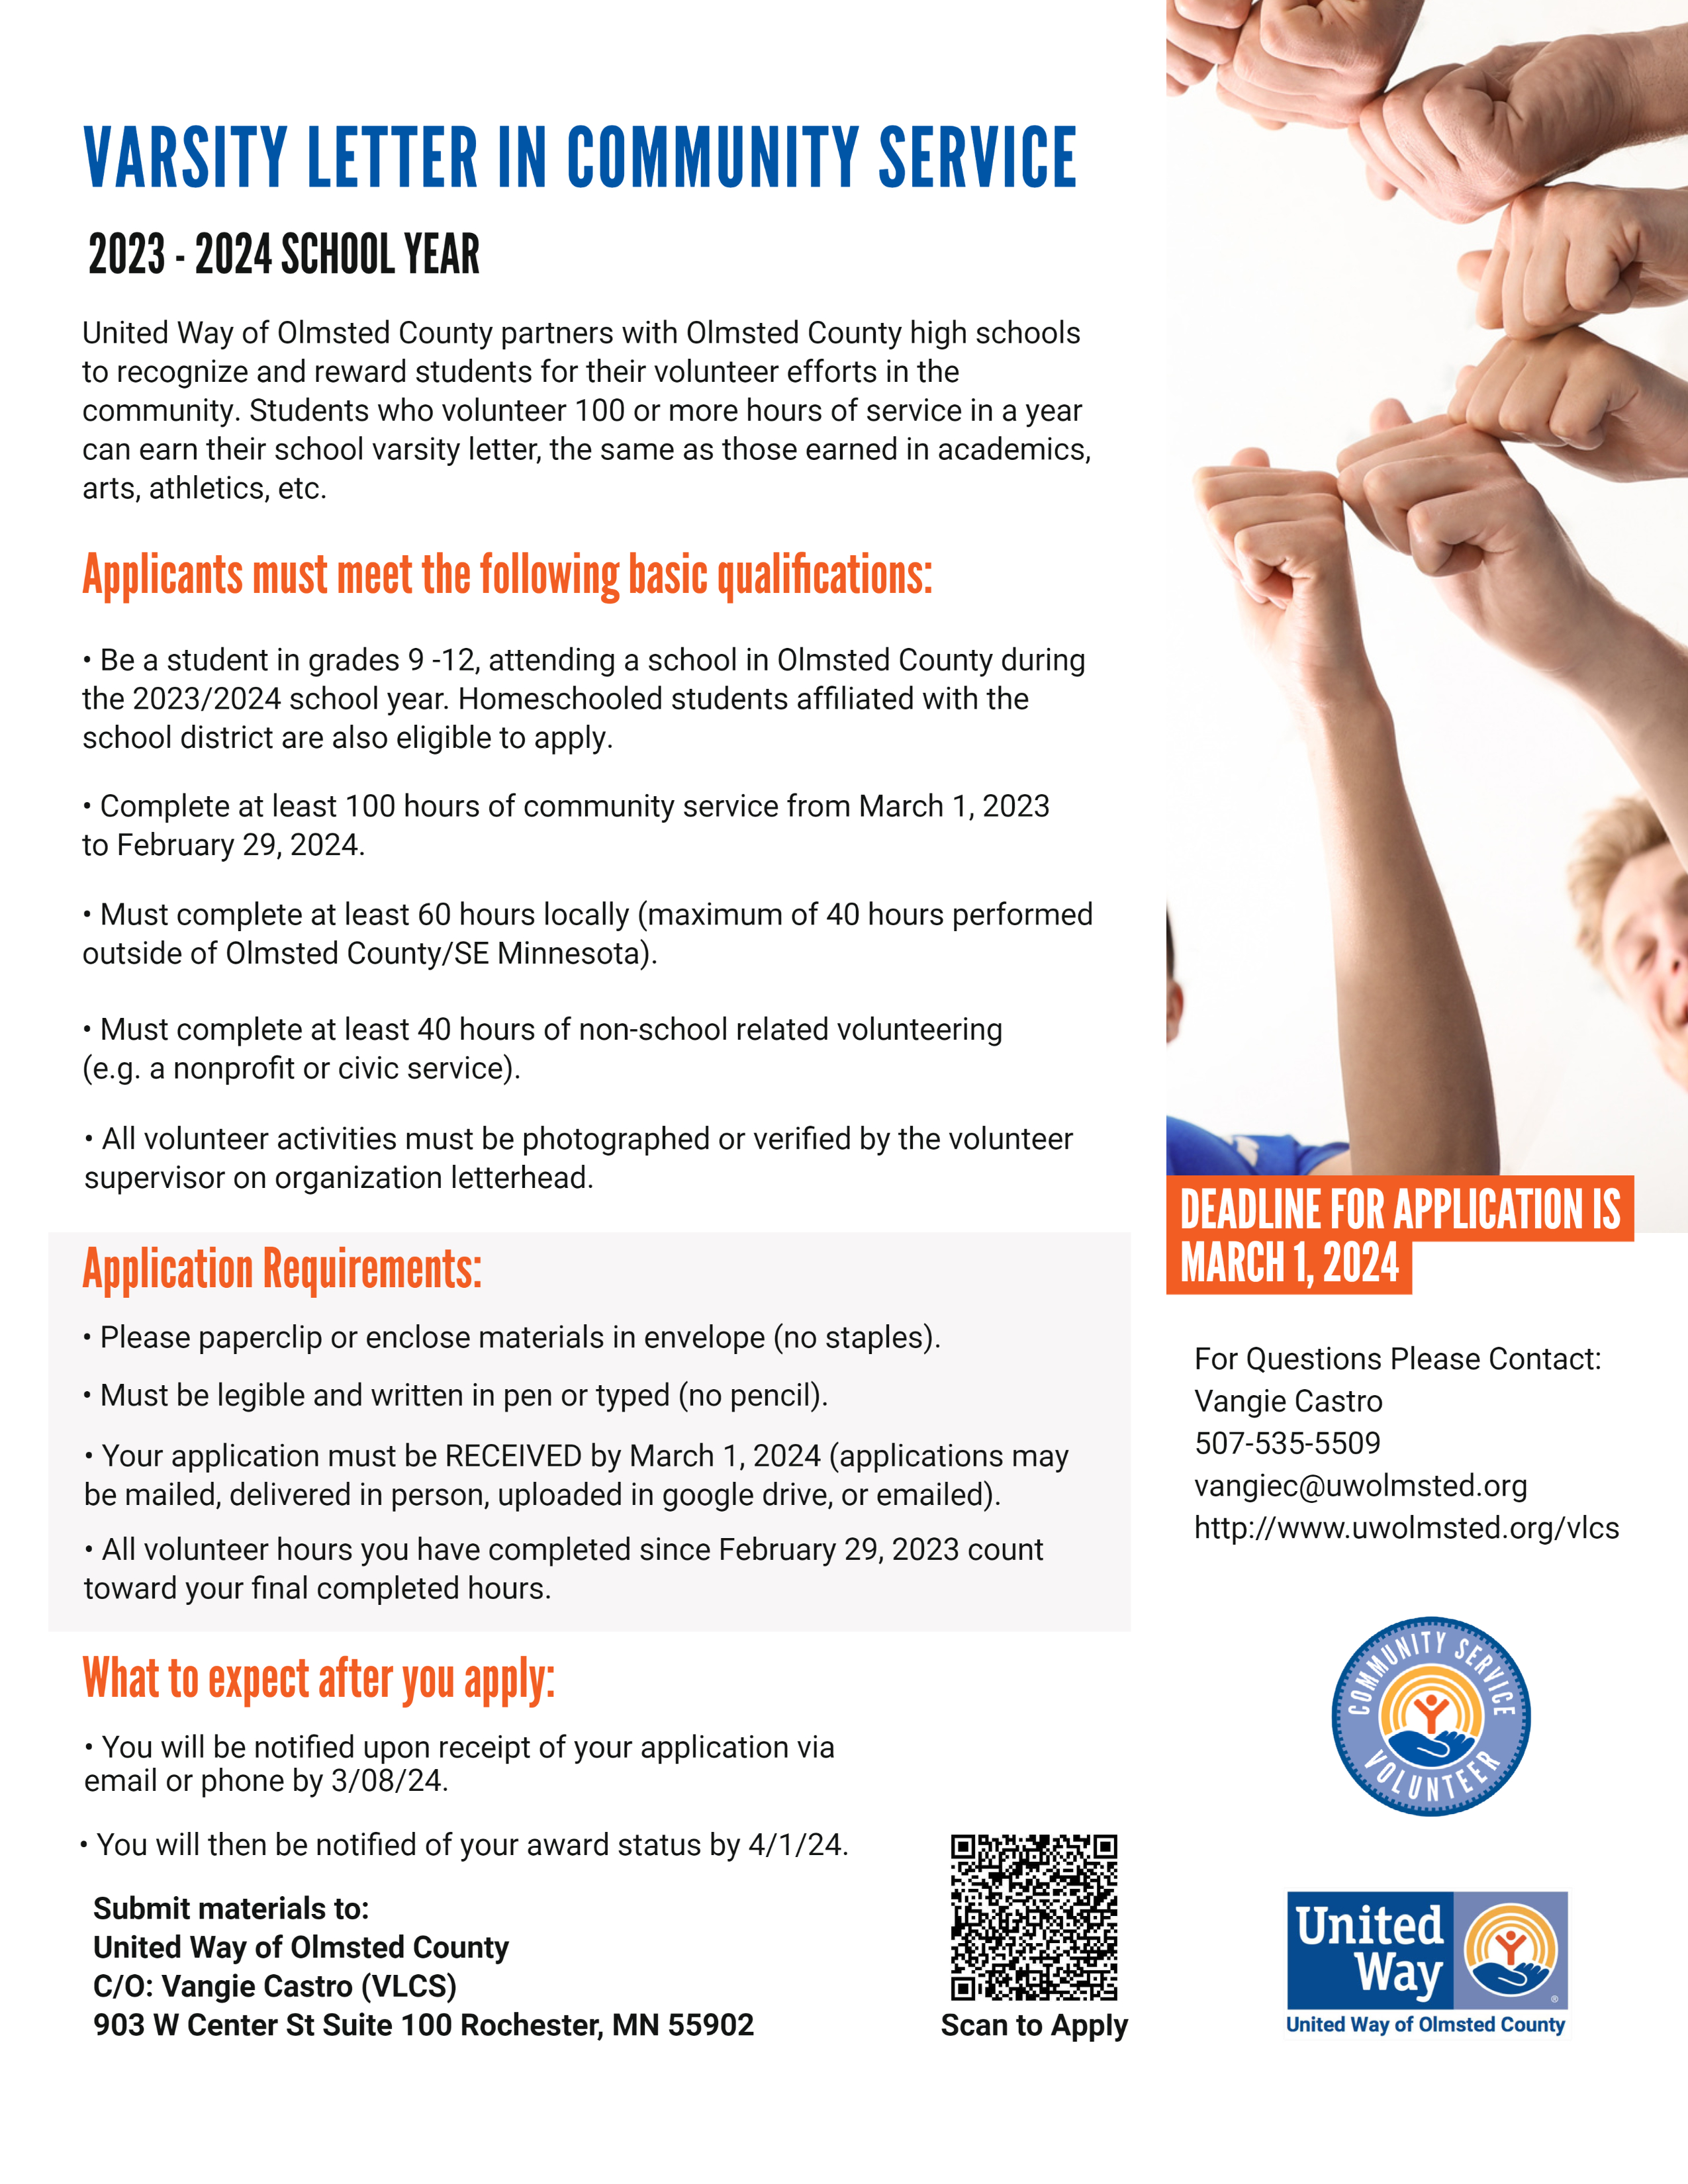 VARSITY LETTER IN COMMUNITY SERVICE
2023 - 2024 SCHOOL YEAR
United Way of Olmsted County partners with Olmsted County high schools
to recognize and reward students for their volunteer efforts in the
community. Students who volunteer 100 or more hours of service in a year
can earn their school varsity letter, the same as those earned in academics,
arts, athletics, etc.
Applicants must meet the following basic qualifications:
• Be a student in grades 9 -12, attending a school in Olmsted County during
the 2023/2024 school year. Homeschooled students affiliated with the
school district are also eligible to apply.
• Complete at least 100 hours of community service from March 1, 2023
to February 29, 2024.
• Must complete at least 60 hours locally (maximum of 40 hours performed
outside of Olmsted County/SE Minnesota).
• Must complete at least 40 hours of non-school related volunteering
(e.g. a nonprofit or civic service).
• All volunteer activities must be photographed or verified by the volunteer
supervisor on organization letterhead.
Application Requirements:
• Please paperclip or enclose materials in envelope (no staples).
• Must be legible and written in pen or typed (no pencil).
• Your application must be RECEIVED by March 1, 2024 (applications may
be mailed, delivered in person, uploaded in google drive, or emailed).
• All volunteer hours you have completed since February 29, 2023 count
toward your final completed hours.
What to expect after you apply:
• You will be notified upon receipt of your application via
email or phone by 3/08/24.
• You will then be notified of your award status by 4/1/24.
Submit materials to:
United Way of Olmsted County
C/O: Vangie Castro (VLCS)
903 W Center St Suite 100 Rochester, MN 55902
Scan to Apply
DEADLINE FOR APPLICATION IS
MARCH 1, 2024
For Questions Please Contact:
Vangie Castro
507-535-5509
vangiec@uwolmsted.org
http://www.uwolmsted.org/vlcs
COMMUNITY SERVICE
VOLUNTEER
United
Way
®
United Way of Olmsted County